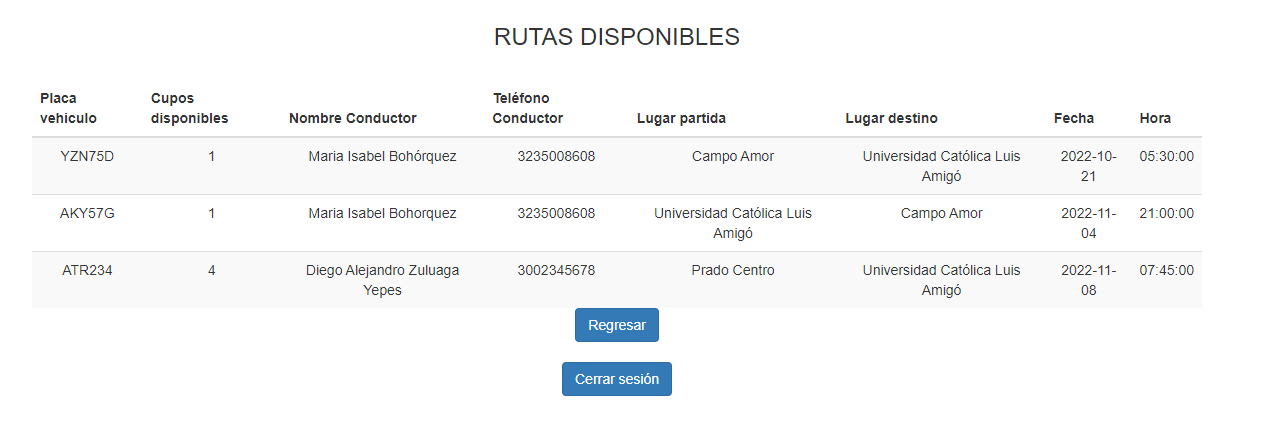 RUTAS DISPONIBLES
Placa vehiculo Cupos disponibles Nombre Conductor Teléfono Conductor Lugar partida Lugar destino Fecha Hora
YZN75D 1 Maria Isabel Bohórquez 3235008608 Campo Amor Universidad Católica Luis Amigó 2022-10-21 05:30:00
AKY57G 1 Maria Isabel Bohorquez 3235008608 Universidad Católica Luis Amigó Campo Amor 2022-11-04 21:00:00
ATR234 4 Diego Alejandro Zuluaga Yepes 3002345678 Prado Centro Universidad Católica Luis Amigó 2022-11-08 07:45:00
Regresar
Cerrar sesión